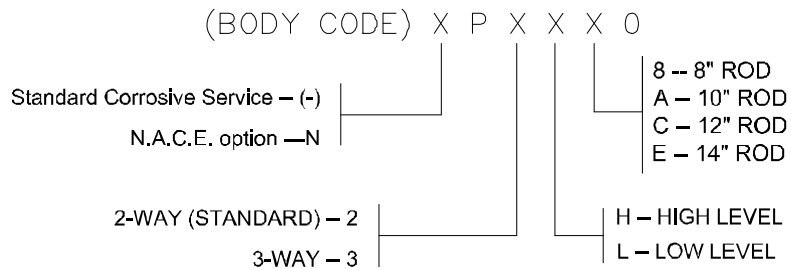 (BODY CODE) X P X X X 0
Standard Corrosive Service – (-)
N.A.C.E. option —N
8 -- 8" ROD
A – 10" ROD
C – 12" ROD
E – 14" ROD
2-WAY (STANDARD) – 2
3-WAY – 3
H – HIGH LEVEL
L – LOW LEVEL